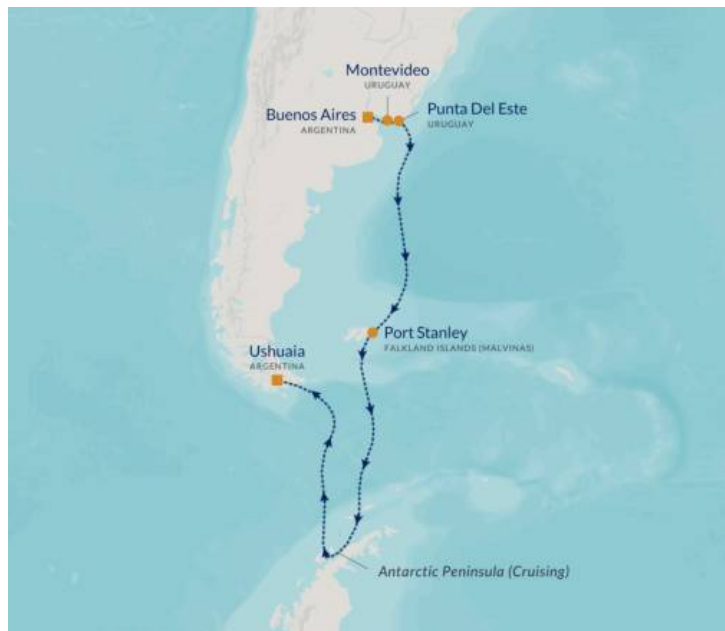 Montevideo
URUGUAY
Buenos Aires
ARGENTINA
Punta Del Este
URUGUAY
Port Stanley
FALKLAND ISLANDS (MALVINAS)
Ushuaia
ARGENTINA
Antarctic Peninsula (Cruising)